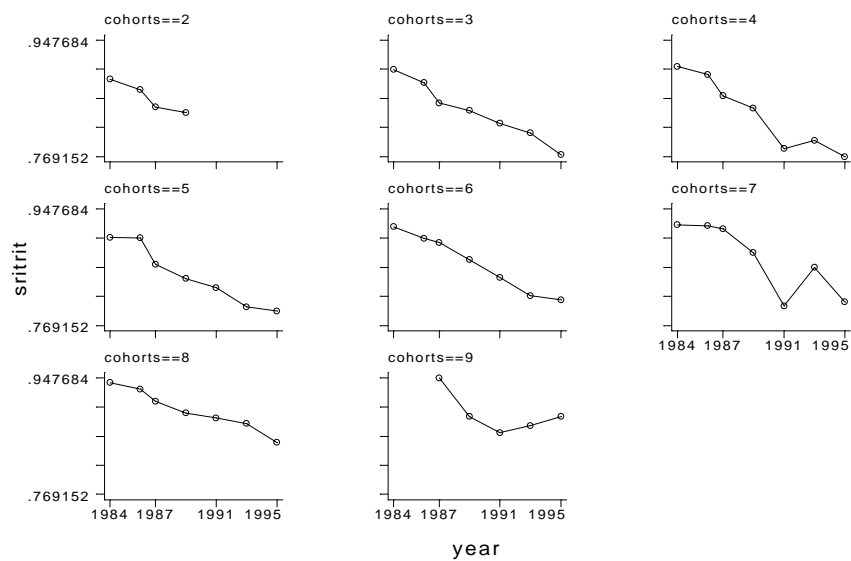 cohorts==2
cohorts==3
cohorts==4
.947684
.769152
cohorts==5
cohorts==6
cohorts==7
.947684
.769152
1984 1987 1991 1995
cohorts==8
cohorts==9
.947684
.769152
1984 1987 1991 1995
1984 1987 1991 1995
sritrit
year